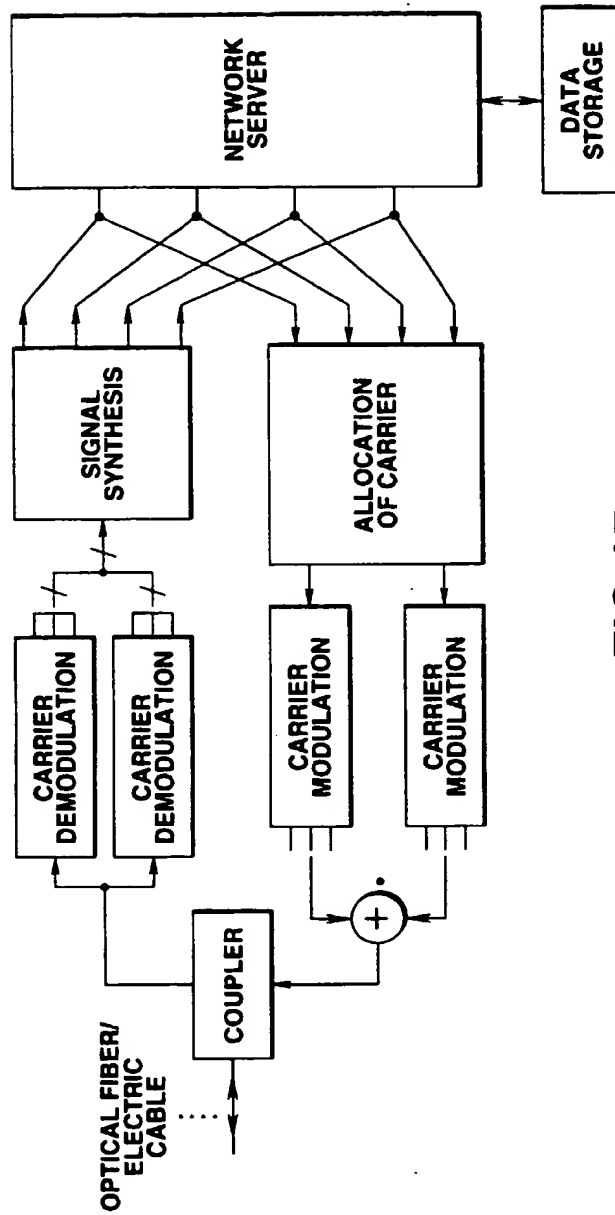 OPTICAL FIBER/
ELECTRIC
CABLE
COUPLER
CARRIER
DEMODULATION
CARRIER
DEMODULATION
SIGNAL
SYNTHESIS
NETWORK
SERVER
+
CARRIER
MODULATION
CARRIER
MODULATION
ALLOCATION
OF CARRIER
DATA
STORAGE